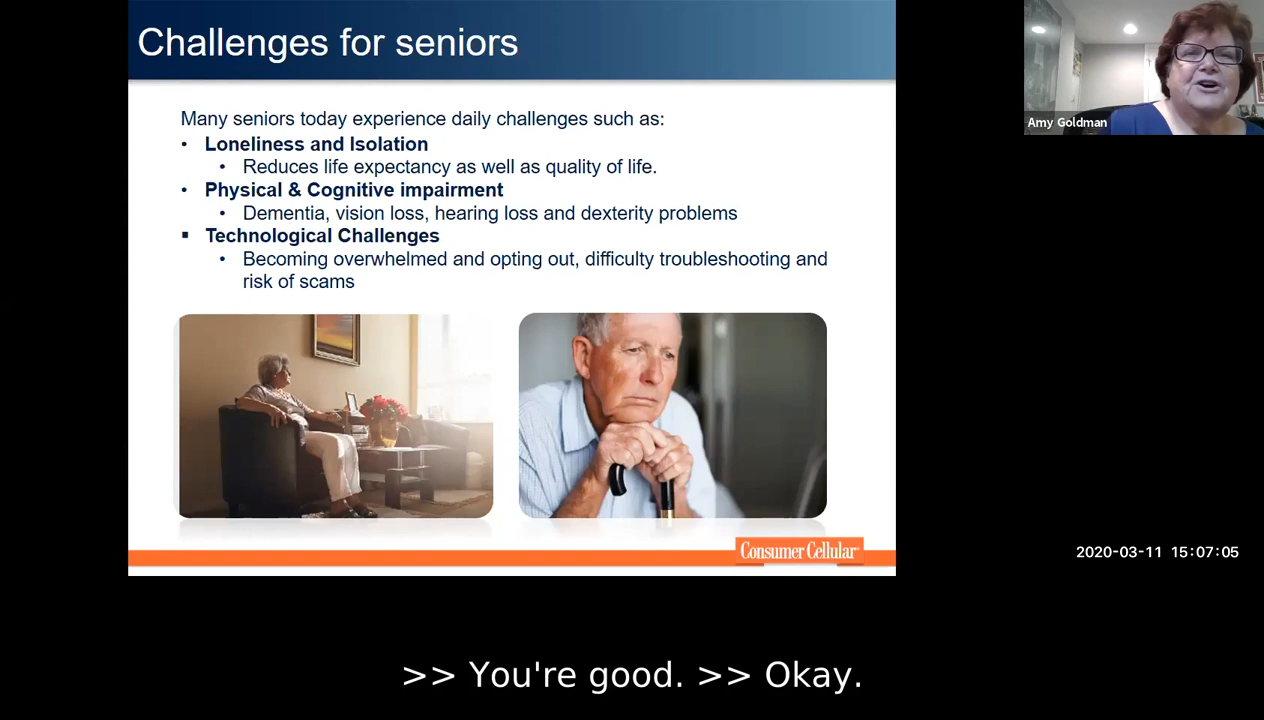 Challenges for seniors
Many seniors today experience daily challenges such as:
• Loneliness and Isolation
• Reduces life expectancy as well as quality of life.
• Physical & Cognitive impairment
• Dementia, vision loss, hearing loss and dexterity problems
▪ Technological Challenges
• Becoming overwhelmed and opting out, difficulty troubleshooting and
risk of scams
Consumer Cellular
Amy Goldman
2020-03-11 15:07:05
>> You're good. >> Okay.